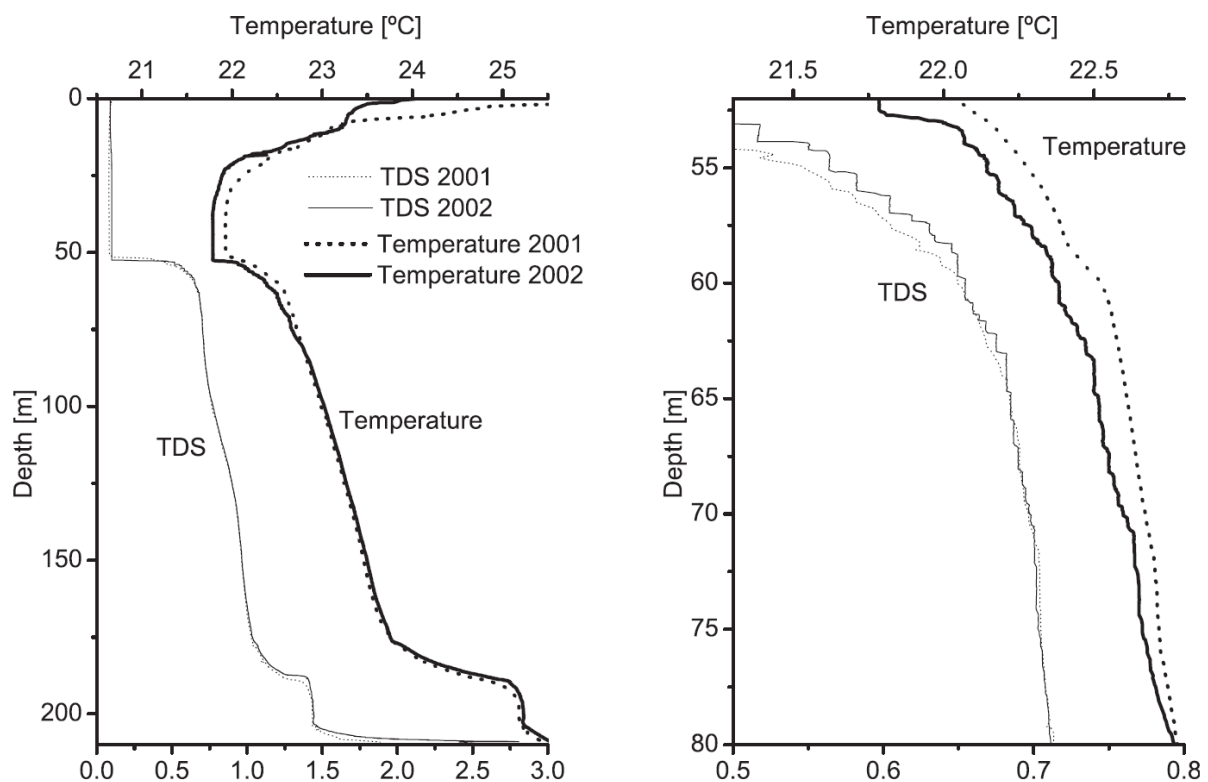 Temperature [ºC]
21 22 23 24 25
0
50
100
150
200
Depth [m]
TDS 2001
TDS 2002
Temperature 2001
Temperature 2002
Temperature
TDS
0.0 0.5 1.0 1.5 2.0 2.5 3.0
Temperature [ºC]
21.5 22.0 22.5
55
60
65
70
75
80
Depth [m]
Temperature
TDS
0.5 0.6 0.7 0.8